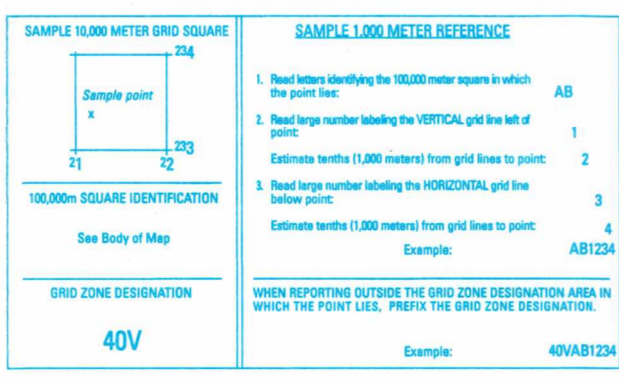 SAMPLE 10,000 METER GRID SQUARE
234
Sample point
x
233
21 22
100,000m SQUARE IDENTIFICATION
See Body of Map
GRID ZONE DESIGNATION
40V
SAMPLE 1,000 METER REFERENCE
1. Read letters identifying the 100,000 meter square in which
the point lies: AB
2. Read large number labeling the VERTICAL grid line left of
point: 1
Estimate tenths (1,000 meters) from grid lines to point: 2
3. Read large number labeling the HORIZONTAL grid line
below point: 3
Estimate tenths (1,000 meters) from grid lines to point: 4
Example: AB1234
WHEN REPORTING OUTSIDE THE GRID ZONE DESIGNATION AREA IN
WHICH THE POINT LIES, PREFIX THE GRID ZONE DESIGNATION.
Example: 40VAB1234